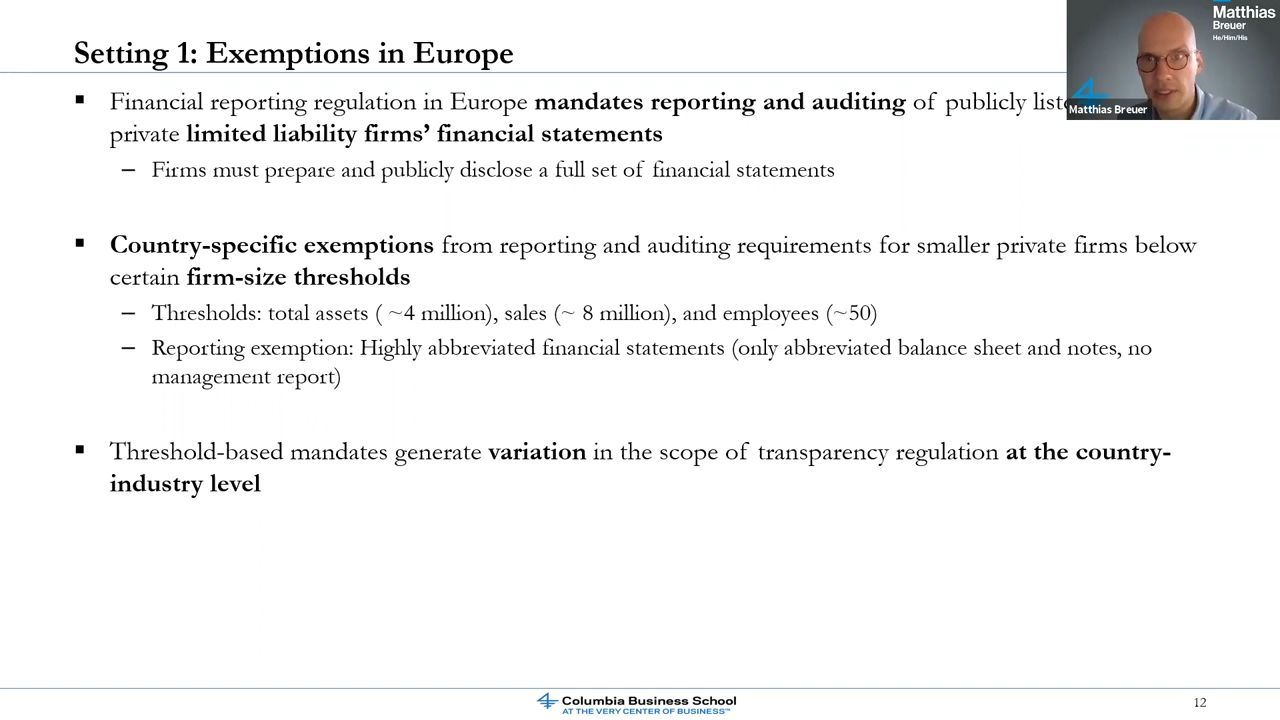 Setting 1: Exemptions in Europe
Matthias
Breuer
He/Him/His
Matthias Breuer
▪ Financial reporting regulation in Europe mandates reporting and auditing of publicly
private limited liability firms’ financial statements
– Firms must prepare and publicly disclose a full set of financial statements
▪ Country-specific exemptions from reporting and auditing requirements for smaller private firms below
certain firm-size thresholds
– Thresholds: total assets ( ~4 million), sales (~ 8 million), and employees (~50)
– Reporting exemption: Highly abbreviated financial statements (only abbreviated balance sheet and notes, no
management report)
▪ Threshold-based mandates generate variation in the scope of transparency regulation at the country-
industry level
Columbia Business School
AT THE VERY CENTER OF BUSINESS™
12